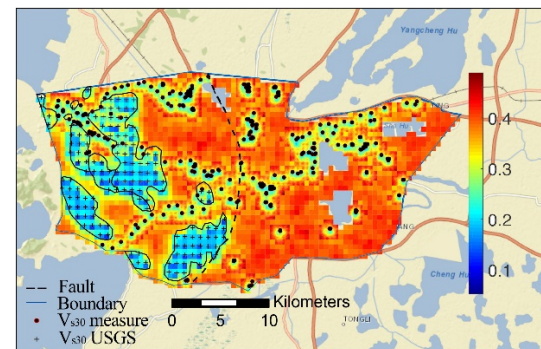 Yangcheng Hu
0.4
0.3
0.2
0.1
Fault
Boundary
Vs30 measure
Vs30 USGS
Kilometers
0 5 10
Cheng Hu
TONGLI